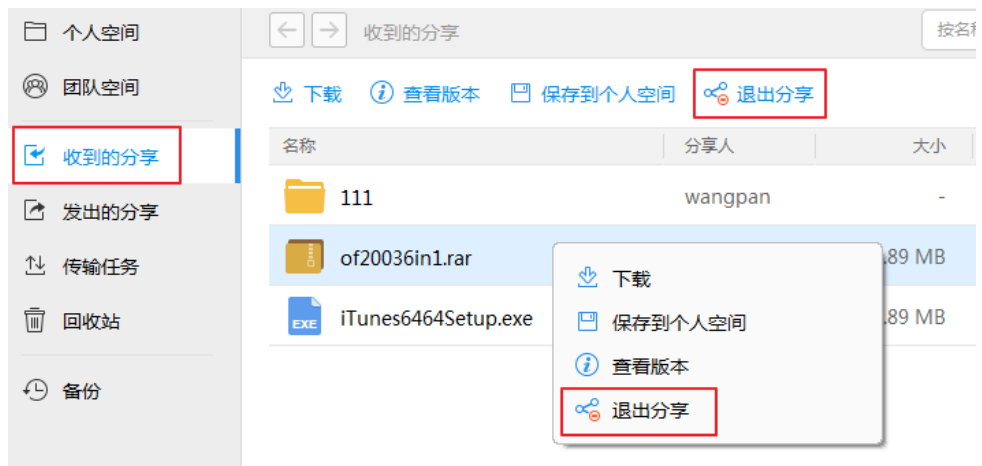 个人空间
团队空间
收到的分享
发出的分享
传输任务
回收站
备份
收到的分享
按名
下载 查看版本 保存到个人空间 退出分享
名称 分享人 大小
111 wangpan -
of20036in1.rar .89 MB
EXE iTunes6464Setup.exe .89 MB
下载
保存到个人空间
查看版本
退出分享